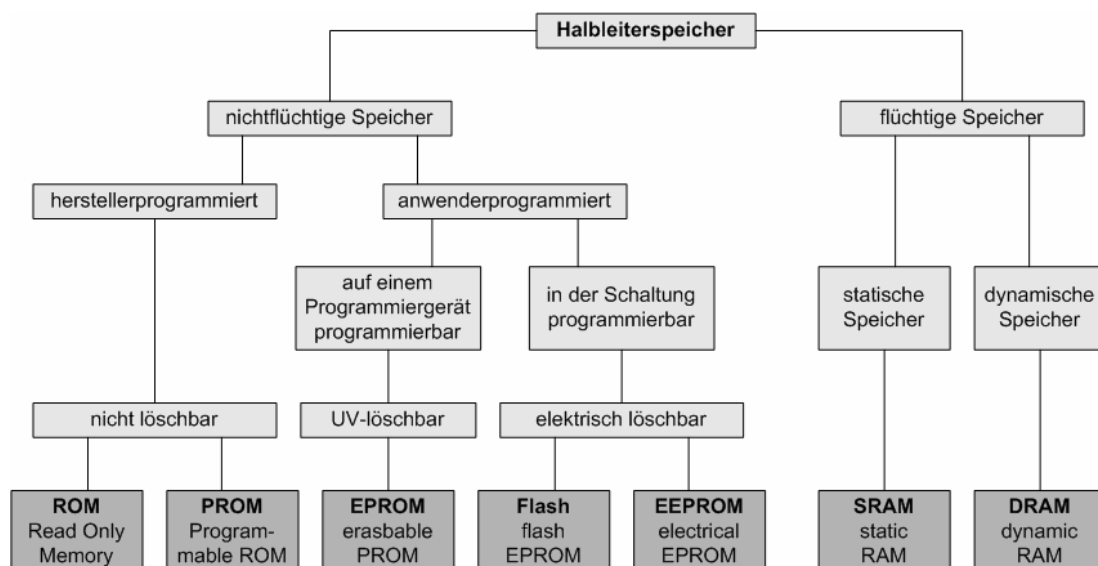 Halbleiterspeicher
nichtflüchtige Speicher
flüchtige Speicher
herstellerprogrammiert
anwenderprogrammiert
auf einem
Programmiergerät
programmierbar
in der Schaltung
programmierbar
statische
Speicher
dynamische
Speicher
nicht löschbar
UV-löschbar
elektrisch löschbar
ROM
Read Only
Memory
PROM
Program-
mable ROM
EPROM
erasbable
PROM
Flash
flash
EPROM
EEPROM
electrical
EPROM
SRAM
static
RAM
DRAM
dynamic
RAM